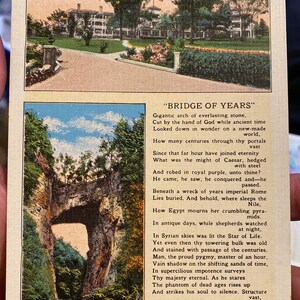 "BRIDGE OF YEARS"
Gigantic arch of everlasting stone,
Cut by the hand of God while ancient time
Looked down in wonder on a new-made
world,
How many centuries through thy portals
vast
Since that far hour have joined eternity
What was the might of Caesar, hedged
with steel
And robed in royal purple, unto thine?
He came, he saw, he conquered—and—he
passed.
Beneath a wreck of years imperial Rome
Lies buried. And behold, where sleeps the
Nile,
How Egypt mourns her crumbling pyra-
mids.
In antique days, while shepherds watched
at night,
In Syrian skies was lit the Star of Life.
Yet even then thy towering bulk was old
And stained with passage of the centuries.
Man, the proud pygmy, master of an hour,
Vain shadow on the shifting sands of time,
In supercilious impotence surveys
Thy majesty eternal. As he stares
The phantom of dead ages rises up
And strikes his soul to silence. Structure
vast,